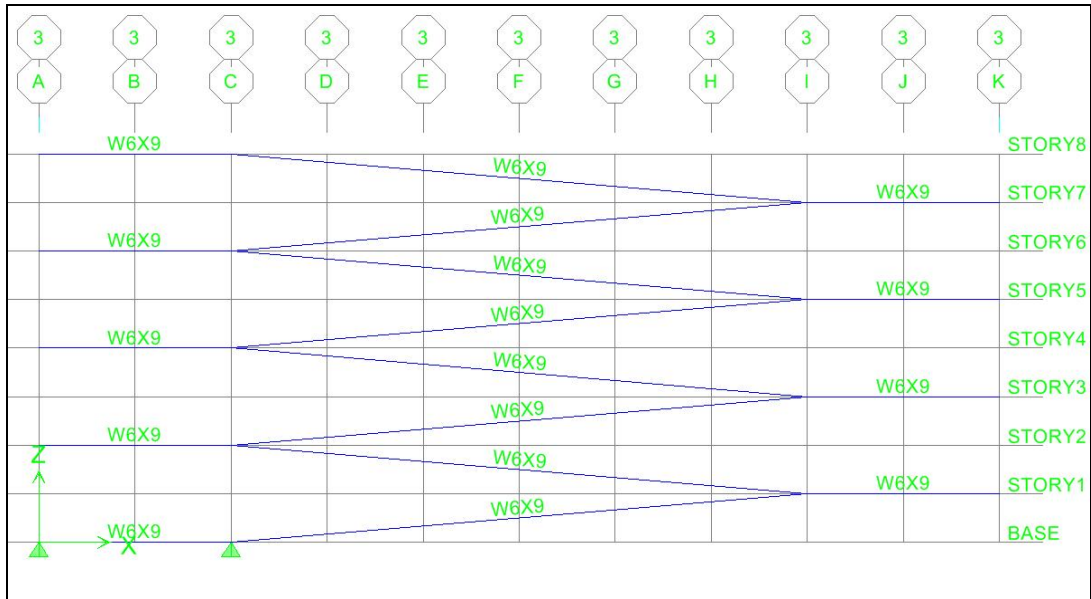 3 3 3 3 3 3 3 3 3 3 3
A B C D E F G H I J K
W6X9 STORY8
W6X9
W6X9 STORY7
W6X9
W6X9 STORY6
W6X9
W6X9 STORY5
W6X9
W6X9 STORY4
W6X9
W6X9 STORY3
W6X9
W6X9 STORY2
Z
W6X9
W6X9 STORY1
W6X9
W6X9 BASE
X